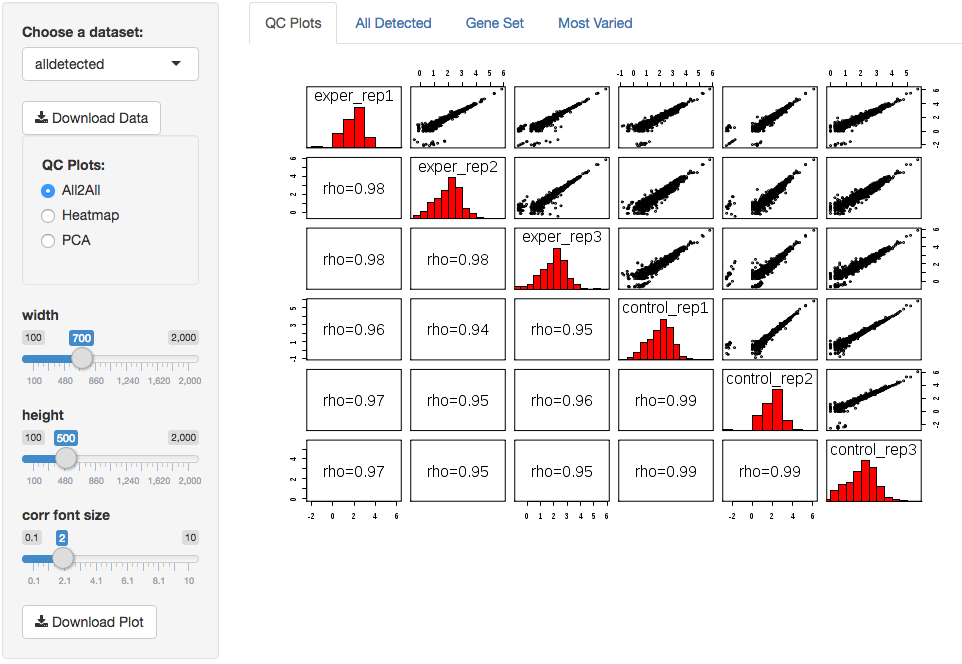 QC Plots All Detected Gene Set Most Varied
Choose a dataset:
alldetected
Download Data
QC Plots:
All2All
Heatmap
PCA
width
100 700 2,000
100 480 860 1,240 1,620 2,000
height
100 500 2,000
100 480 860 1,240 1,620 2,000
corr font size
0.1 2 10
0.1 2.1 4.1 6.1 8.1 10
Download Plot
0 1 2 3 4 5 6
-1 0 1 2 3 4 5 6
0 1 2 3 4 5
exper_rep1
-2 0 2 4 6
0 2 4 6
rho=0.98
exper_rep2
rho=0.98
rho=0.98
exper_rep3
0 2 4 6
-1 1 3 5
rho=0.96
rho=0.94
rho=0.95
control_rep1
rho=0.97
rho=0.95
rho=0.96
rho=0.99
control_rep2
-2 0 2 4 6
0 2 4
rho=0.97
rho=0.95
rho=0.95
rho=0.99
rho=0.99
control_rep3
-2 0 2 4 6
0 1 2 3 4 5 6
-2 0 2 4 6